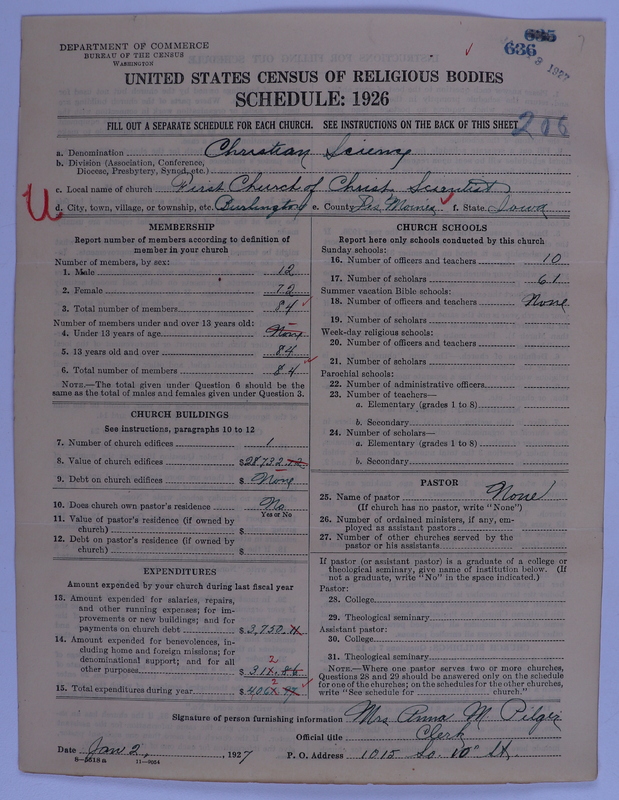 DEPARTMENT OF COMMERCE
BUREAU OF THE CENSUS
WASHINGTON
635
636
1927
UNITED STATES CENSUS OF RELIGIOUS BODIES
SCHEDULE: 1926
FILL OUT A SEPARATE SCHEDULE FOR EACH CHURCH. SEE INSTRUCTIONS ON THE BACK OF THIS SHEET
206
a. Denomination Christian Science
b. Division (Association, Conference, Diocese, Presbytery, Synod, etc.)
c. Local name of church First Church of Christ Scientist
d. City, town, village, or township, etc. Burlington e. County Des Moines f. State Iowa
MEMBERSHIP
Report number of members according to definition of
member in your church
Number of members, by sex:
1. Male 12
2. Female 72
3. Total number of members 84
Number of members under and over 13 years old:
4. Under 13 years of age None
5. 13 years old and over 84
6. Total number of members 84
NOTE.—The total given under Question 6 should be the
same as the total of males and females given under Question 3.
CHURCH BUILDINGS
See instructions, paragraphs 10 to 12
7. Number of church edifices 1
8. Value of church edifices $28732.72
9. Debt on church edifices $ None
10. Does church own pastor's residence No
Yes or No
11. Value of pastor's residence (if owned by
church) $
12. Debt on pastor's residence (if owned by
church) $
EXPENDITURES
Amount expended by your church during last fiscal year
13. Amount expended for salaries, repairs,
and other running expenses; for im-
provements or new buildings; and for
payments on church debt $3,750.
14. Amount expended for benevolences, in-
cluding home and foreign missions; for
denominational support; and for all
other purposes $
15. Total expenditures during year $
CHURCH SCHOOLS
Report here only schools conducted by this church
Sunday schools:
16. Number of officers and teachers 10
17. Number of scholars 61
Summer vacation Bible schools:
18. Number of officers and teachers None
19. Number of scholars
Week-day religious schools:
20. Number of officers and teachers
21. Number of scholars
Parochial schools:
22. Number of administrative officers
23. Number of teachers—
a. Elementary (grades 1 to 8)
b. Secondary
24. Number of scholars—
a. Elementary (grades 1 to 8)
b. Secondary
PASTOR
25. Name of pastor None
(If church has no pastor, write "None")
26. Number of ordained ministers, if any, em-
ployed as assistant pastors
27. Number of other churches served by the
pastor or his assistants
If pastor (or assistant pastor) is a graduate of a college or
theological seminary, give name of institution below. (If
not a graduate, write "No" in the space indicated.)
Pastor:
28. College
29. Theological seminary
Assistant pastor:
30. College
31. Theological seminary
NOTE.—Where one pastor serves two or more churches,
Questions 28 and 29 should be answered only on the schedule
for one of the churches; on the schedules for the other churches,
write "See schedule for church."
Signature of person furnishing information Mrs Anna M. Pilger
Official title Clerk
Date Jan 2, 1927 P. O. Address 1015 So. 10" St
8-5518a 11-8054